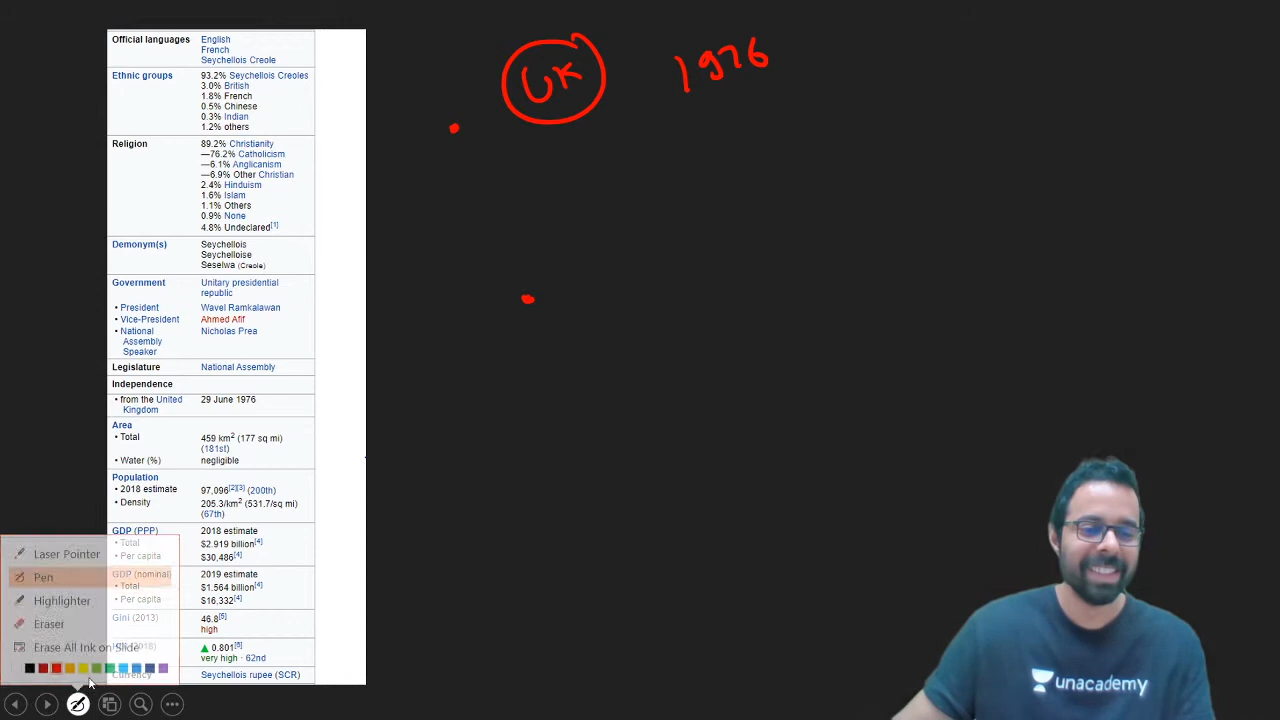 Official languages English
French
Seychellois Creole
Ethnic groups 93.2% Seychellois Creoles
3.0% British
1.8% French
0.5% Chinese
0.3% Indian
1.2% others
Religion 89.2% Christianity
—76.2% Catholicism
—6.1% Anglicanism
—6.9% Other Christian
2.4% Hinduism
1.6% Islam
1.1% Others
0.9% None
4.8% Undeclared[1]
Demonym(s) Seychellois
Seychelloise
Seselwa (Creole)
Government Unitary presidential
republic
• President Wavel Ramkalawan
• Vice-President Ahmed Afif
• National Nicholas Prea
Assembly
Speaker
Legislature National Assembly
Independence
• from the United 29 June 1976
Kingdom
Area
• Total 459 km2 (177 sq mi)
(181st)
• Water (%) negligible
Population
• 2018 estimate 97,096[2][3] (200th)
• Density 205.3/km2 (531.7/sq mi)
(67th)
GDP (PPP) 2018 estimate
• Total $2.919 billion[4]
• Per capita $30,486[4]
GDP (nominal) 2019 estimate
• Total $1.564 billion[4]
• Per capita $16,332[4]
Gini (2013) 46.8[5]
high
(2018) 0.801[6]
very high · 62nd
Currency Seychellois rupee (SCR)
Laser Pointer
Pen
Highlighter
Eraser
Erase All Ink on Slide
UK 1976
unacademy